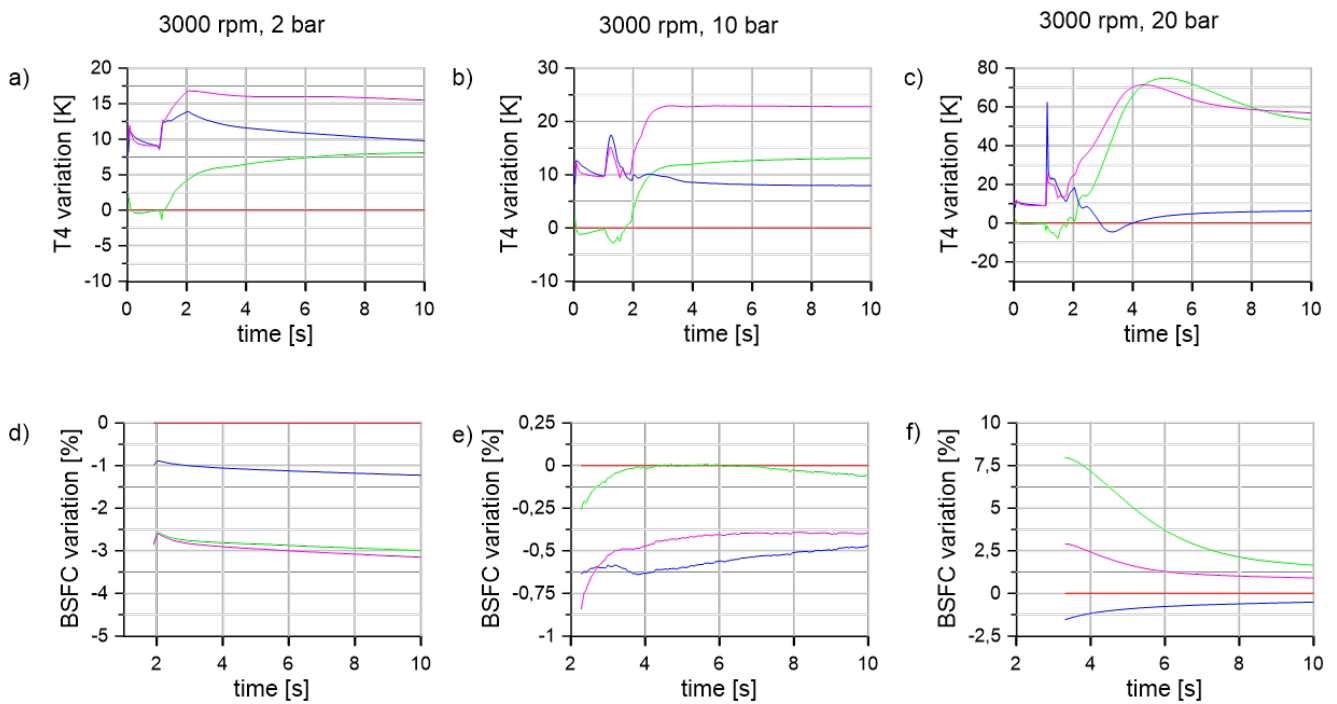 3000 rpm, 2 bar
3000 rpm, 10 bar
3000 rpm, 20 bar
a)
T4 variation [K]
20
15
10
5
0
-5
-10
0 2 4 6 8 10
time [s]
b)
T4 variation [K]
30
20
10
0
-10
0 2 4 6 8 10
time [s]
c)
T4 variation [K]
80
60
40
20
0
-20
0 2 4 6 8 10
time [s]
d)
BSFC variation [%]
0
-1
-2
-3
-4
-5
2 4 6 8 10
time [s]
e)
BSFC variation [%]
0,25
0
-0,25
-0,5
-0,75
-1
2 4 6 8 10
time [s]
f)
BSFC variation [%]
10
7,5
5
2,5
0
-2,5
2 4 6 8 10
time [s]